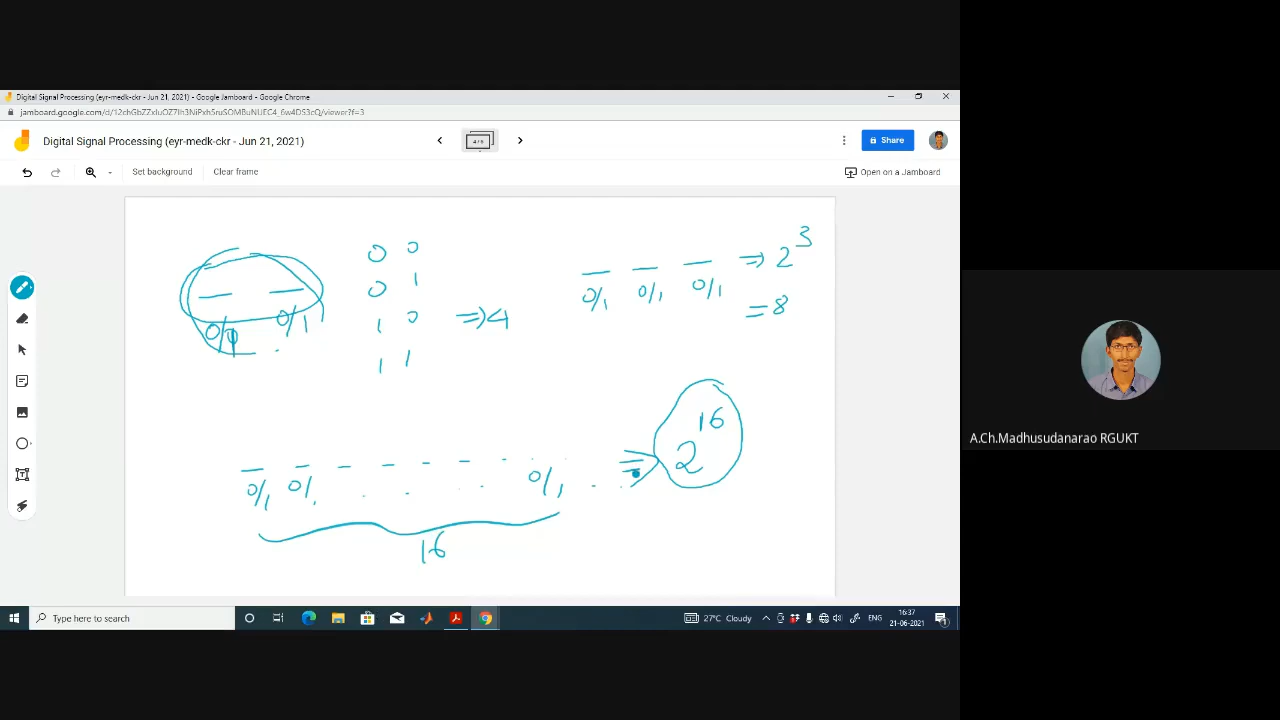 Digital Signal Processing (eyr-medk-ckr - Jun 21, 2021) - Google Jamboard - Google Chrome
Digital Signal Processing (eyr-medk-ckr - Jun 21, 2021)
4 / 6
Share
Set background
Clear frame
Open on a Jamboard
0 0
0 1
1 0 ⇒ 4
1 1
0/1 0/1
0/1 0/1 0/1 ⇒ 2^3
= 8
0/1 0/1 . . . . 0/1 . . ⇒ 2^16
16
A.Ch.Madhusudanarao RGUKT
Type here to search
27°C Cloudy
ENG
16:37
21-06-2021